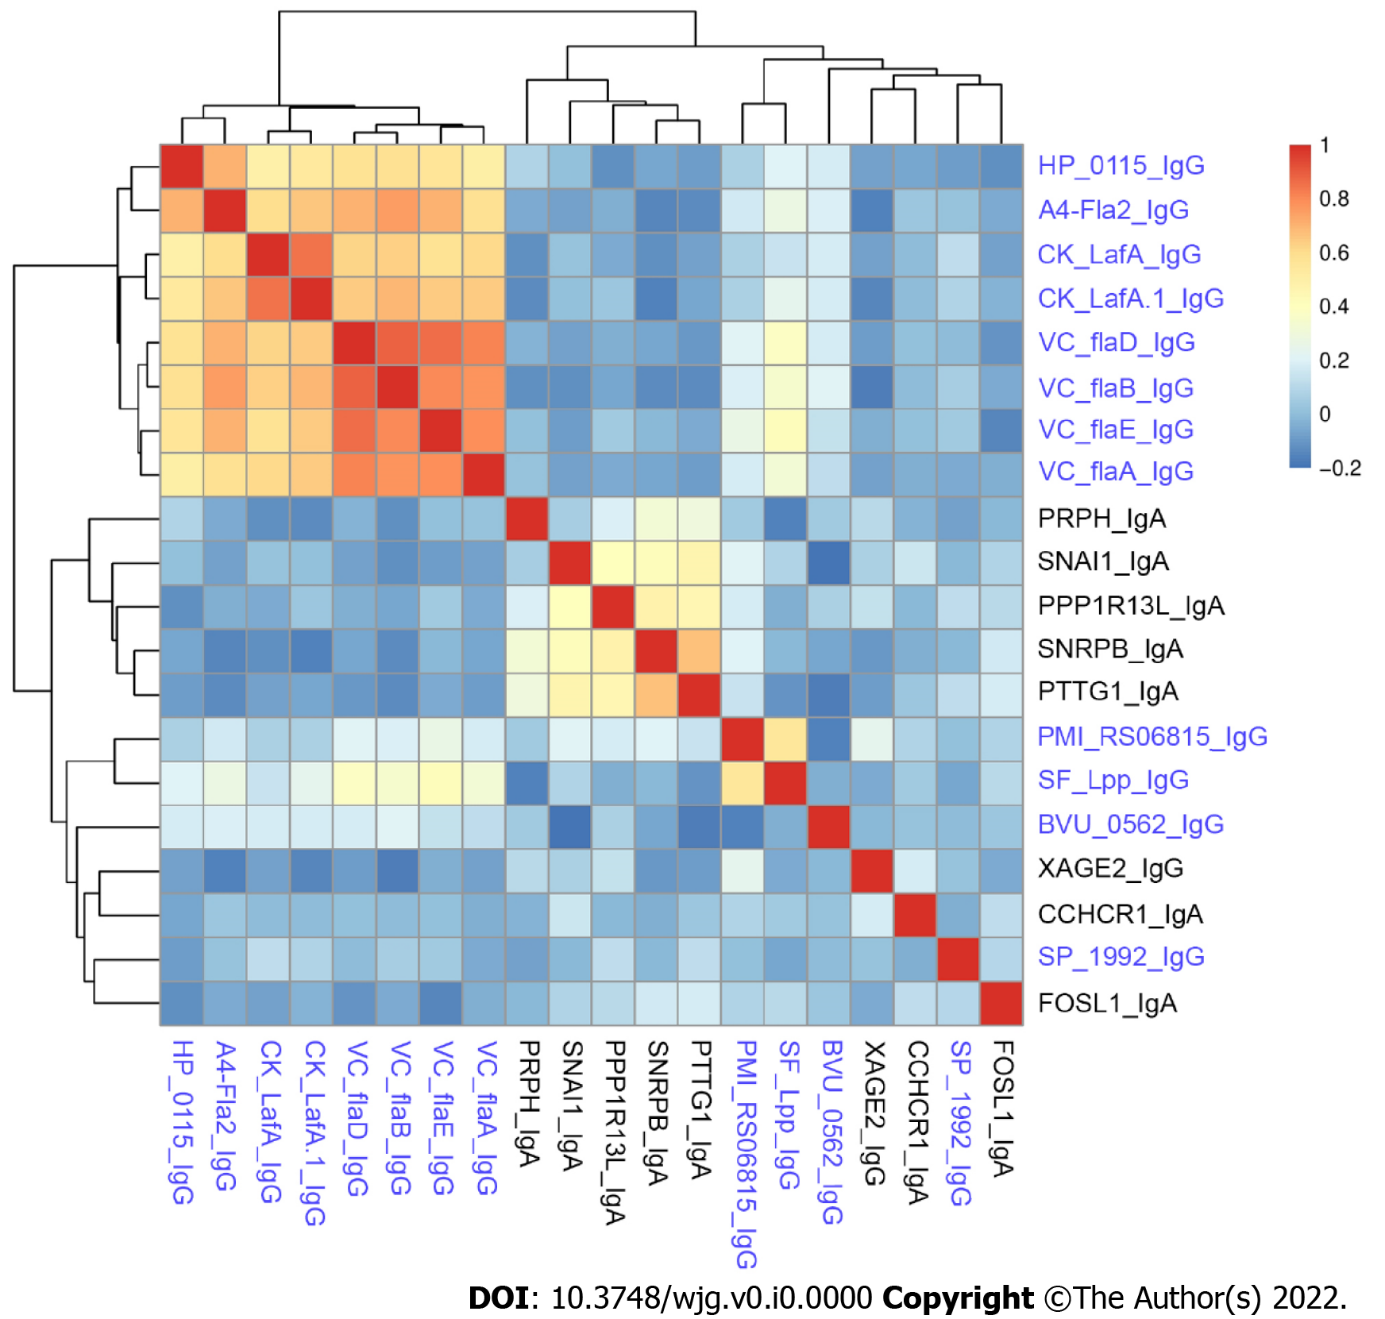 HP_0115_IgG
A4-Fla2_IgG
CK_LafA_IgG
CK_LafA.1_IgG
VC_flaD_IgG
VC_flaB_IgG
VC_flaE_IgG
VC_flaA_IgG
PRPH_IgA
SNAI1_IgA
PPP1R13L_IgA
SNRPB_IgA
PTTG1_IgA
PMI_RS06815_IgG
SF_Lpp_IgG
BVU_0562_IgG
XAGE2_IgG
CCHCR1_IgA
SP_1992_IgG
FOSL1_IgA
1
0.8
0.6
0.4
0.2
0
−0.2
HP_0115_IgG
A4-Fla2_IgG
CK_LafA_IgG
CK_LafA.1_IgG
VC_flaD_IgG
VC_flaB_IgG
VC_flaE_IgG
VC_flaA_IgG
PRPH_IgA
SNAI1_IgA
PPP1R13L_IgA
SNRPB_IgA
PTTG1_IgA
PMI_RS06815_IgG
SF_Lpp_IgG
BVU_0562_IgG
XAGE2_IgG
CCHCR1_IgA
SP_1992_IgG
FOSL1_IgA
DOI: 10.3748/wjg.v0.i0.0000 Copyright ©The Author(s) 2022.